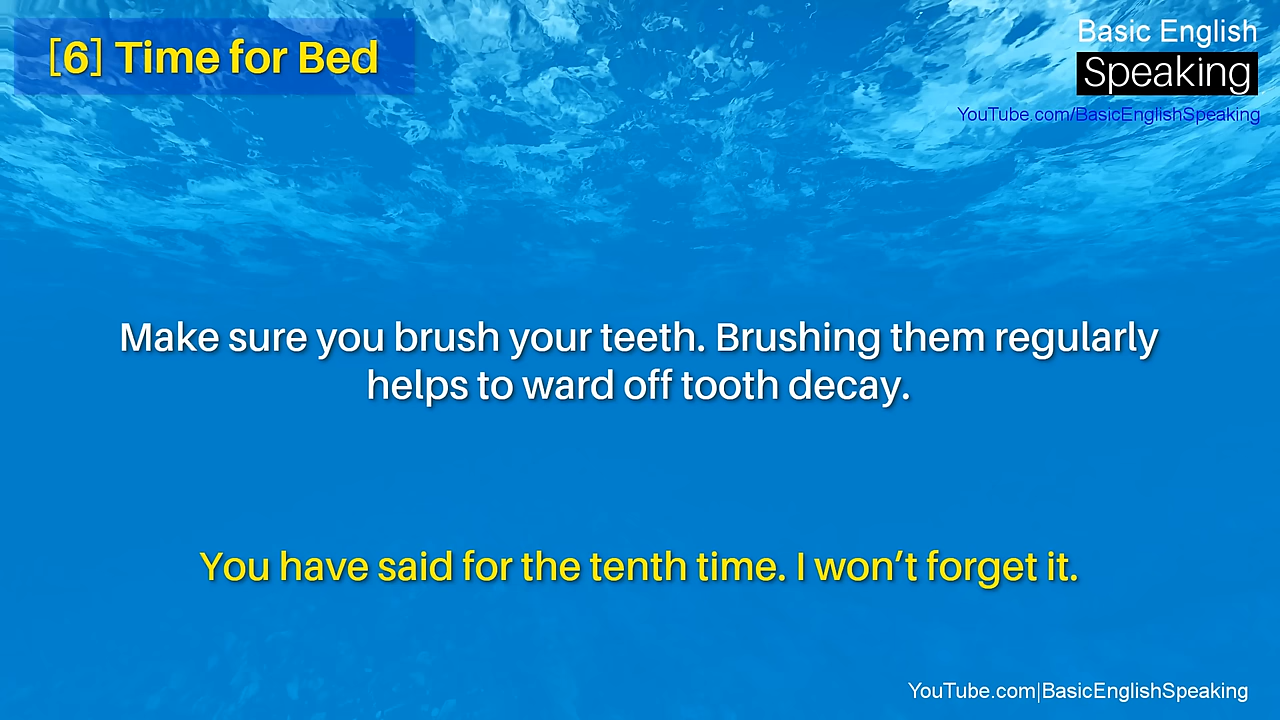 [6] Time for Bed
Basic English
Speaking
YouTube.com/BasicEnglishSpeaking
Make sure you brush your teeth. Brushing them regularly
helps to ward off tooth decay.
You have said for the tenth time. I won’t forget it.
YouTube.com|BasicEnglishSpeaking